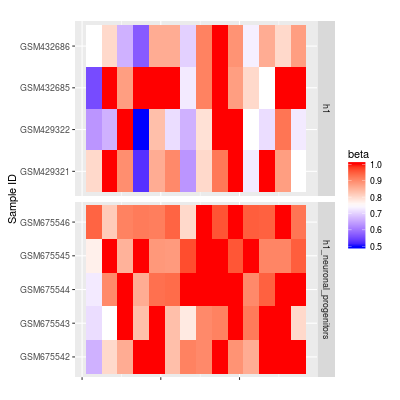 Sample ID
GSM432686
GSM432685
GSM429322
GSM429321
h1
GSM675546
GSM675545
GSM675544
GSM675543
GSM675542
h1_neuronal_progenitors
beta
1.0
0.9
0.8
0.7
0.6
0.5